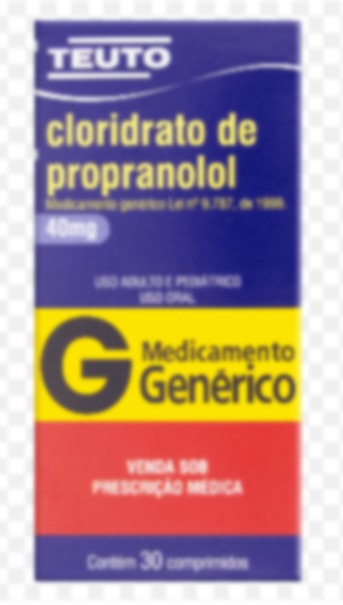 TEUTO
cloridrato de
propranolol
Medicamento genérico Lei nº 9.787, de 1999.
40mg
USO ADULTO E PEDIÁTRICO
USO ORAL
G Medicamento
Genérico
VENDA SOB
PRESCRIÇÃO MÉDICA
Contém 30 comprimidos